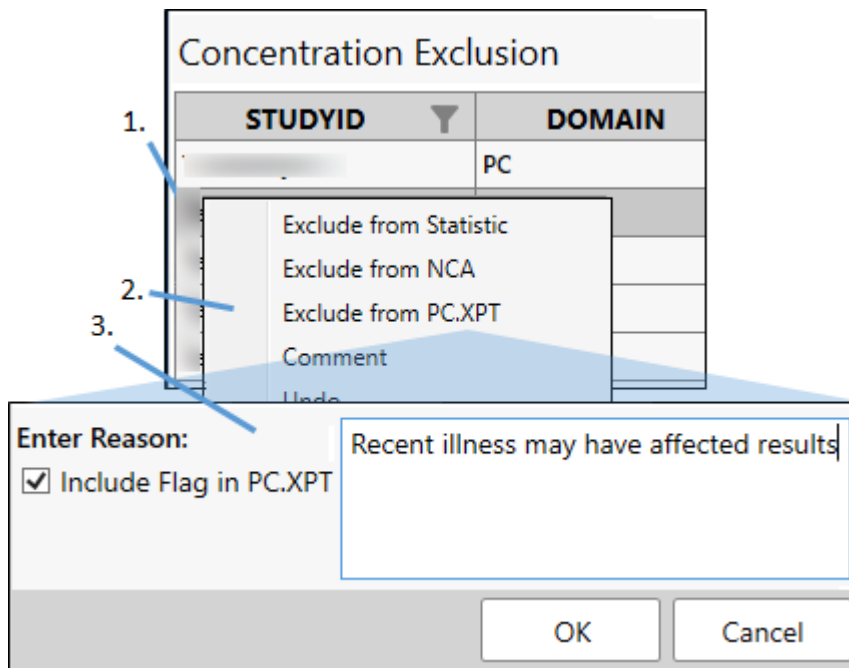 Concentration Exclusion
STUDYID DOMAIN
1.
PC
Exclude from Statistic
Exclude from NCA
2.
Exclude from PC.XPT
3.
Comment
Undo
Enter Reason:
Recent illness may have affected results
Include Flag in PC.XPT
OK Cancel